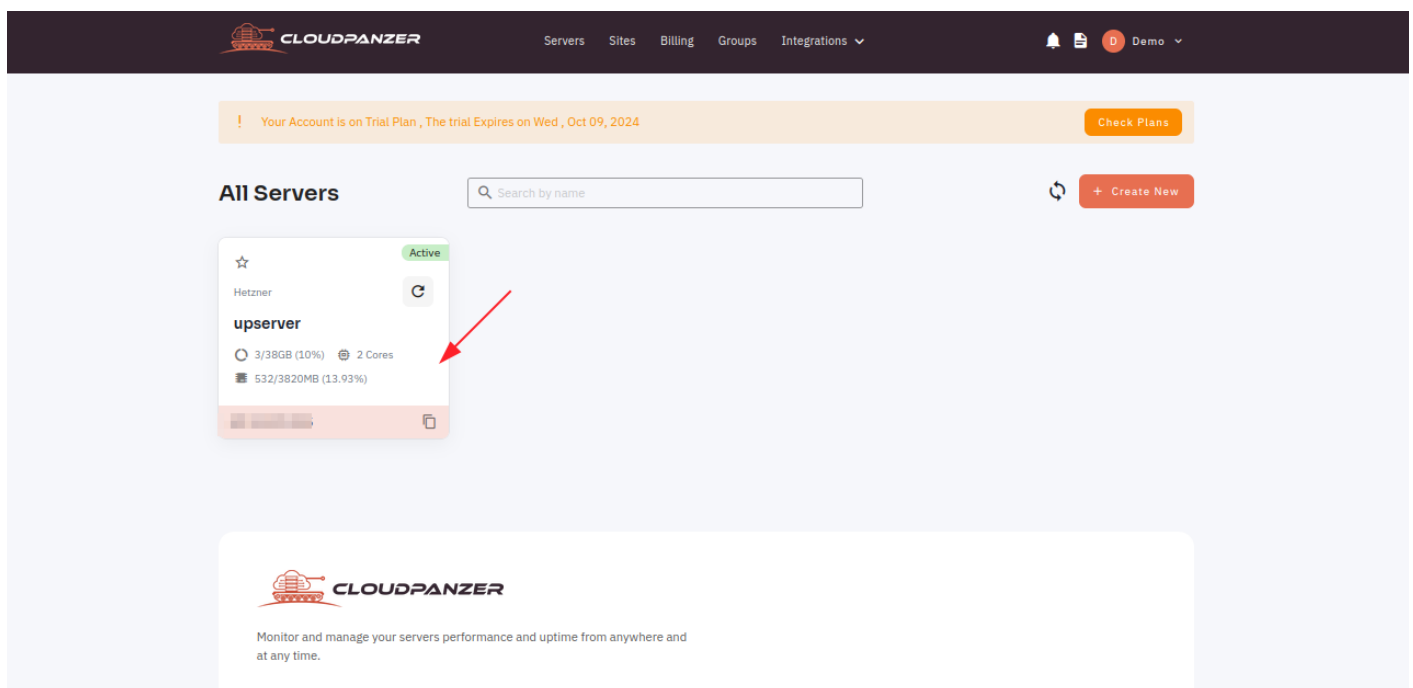 CLOUDPANZER
Servers Sites Billing Groups Integrations
D Demo
! Your Account is on Trial Plan , The trial Expires on Wed , Oct 09, 2024
Check Plans
All Servers
Search by name
+ Create New
Active
Hetzner
upserver
3/38GB (10%) 2 Cores
532/3820MB (13.93%)
CLOUDPANZER
Monitor and manage your servers performance and uptime from anywhere and
at any time.